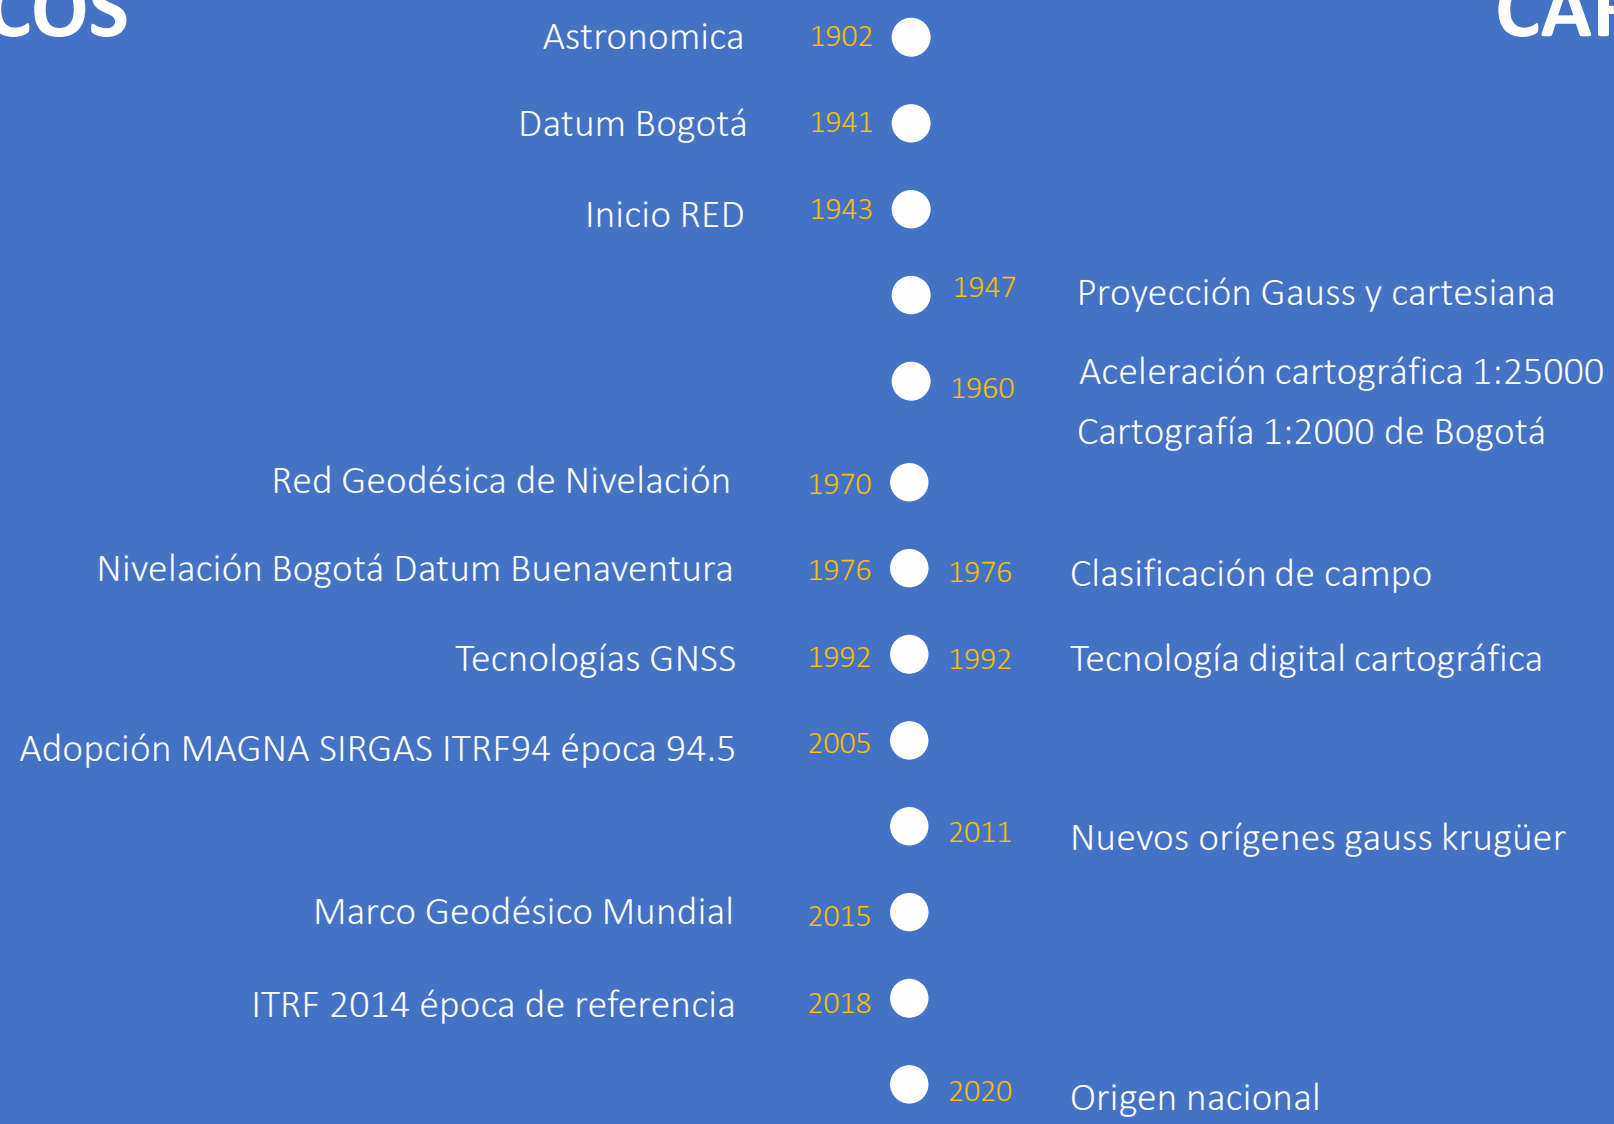 COS
CAR
Astronomica 1902
Datum Bogotá 1941
Inicio RED 1943
1947 Proyección Gauss y cartesiana
1960 Aceleración cartográfica 1:25000
Cartografía 1:2000 de Bogotá
Red Geodésica de Nivelación 1970
Nivelación Bogotá Datum Buenaventura 1976 1976 Clasificación de campo
Tecnologías GNSS 1992 1992 Tecnología digital cartográfica
Adopción MAGNA SIRGAS ITRF94 época 94.5 2005
2011 Nuevos orígenes gauss krugüer
Marco Geodésico Mundial 2015
ITRF 2014 época de referencia 2018
2020 Origen nacional